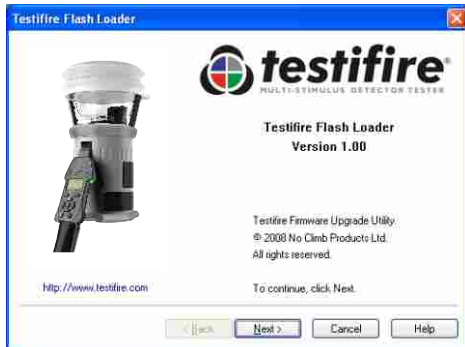 Testifire Flash Loader
testifire®
MULTI-STIMULUS DETECTOR TESTER
Testifire Flash Loader
Version 1.00
Testifire Firmware Upgrade Utility.
© 2008 No Climb Products Ltd.
All rights reserved.
http://www.testifire.com
To continue, click Next.
< Back Next > Cancel Help